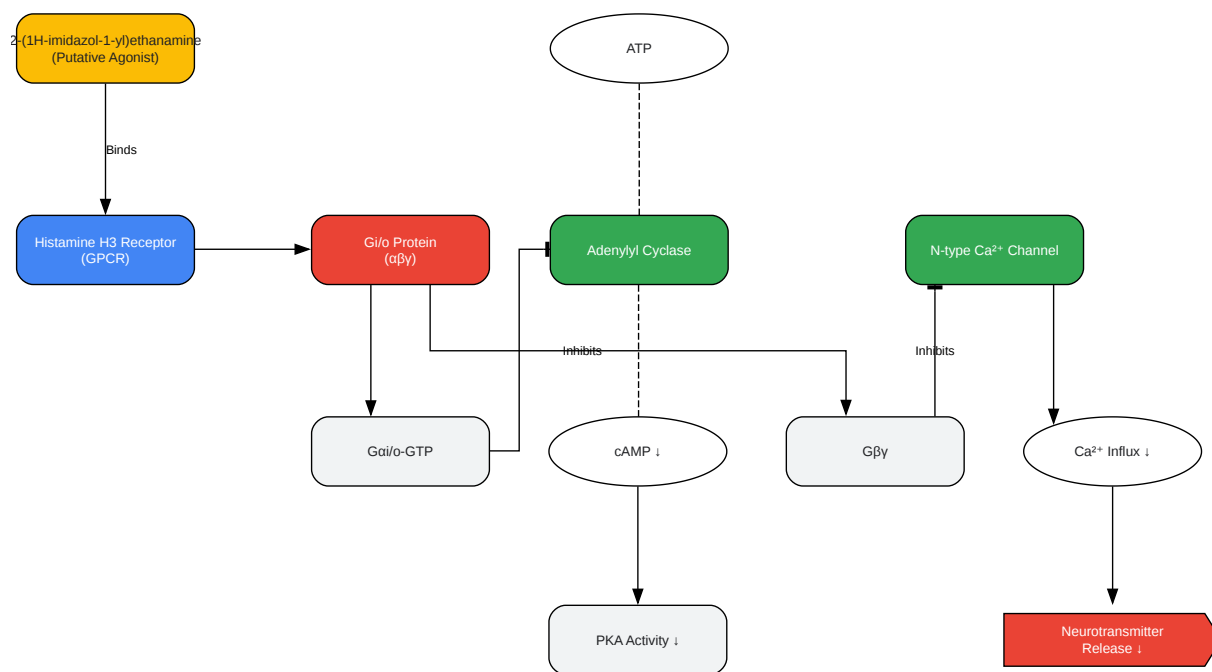 2-(1H-imidazol-1-yl)ethanamine
(Putative Agonist)
ATP
Binds
Histamine H3 Receptor
(GPCR)
Gi/o Protein
(αβγ)
Adenylyl Cyclase
N-type Ca²⁺ Channel
Inhibits
Inhibits
Gαi/o-GTP
cAMP ↓
Gβγ
Ca²⁺ Influx ↓
PKA Activity ↓
Neurotransmitter
Release ↓